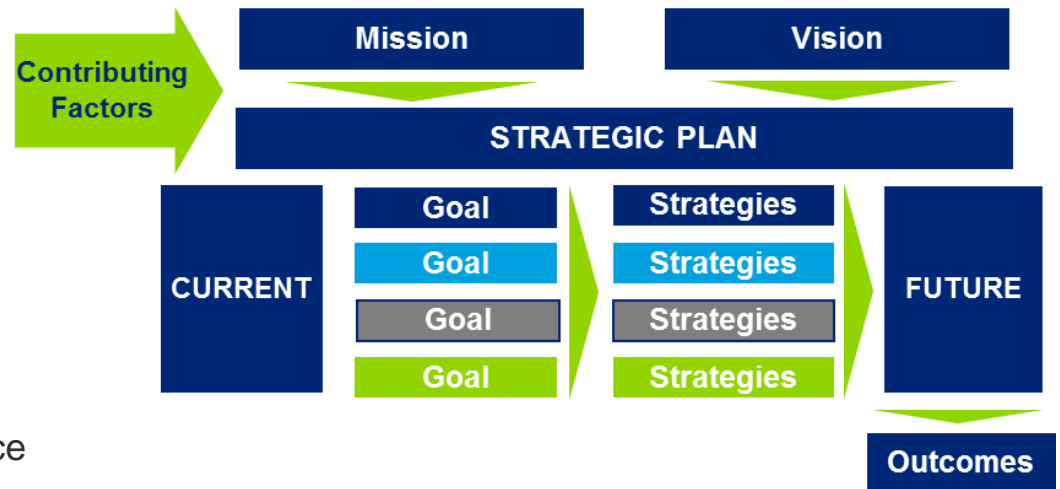 Mission
Vision
Contributing
Factors
STRATEGIC PLAN
CURRENT
Goal
Strategies
Goal
Strategies
Goal
Strategies
Goal
Strategies
FUTURE
Outcomes